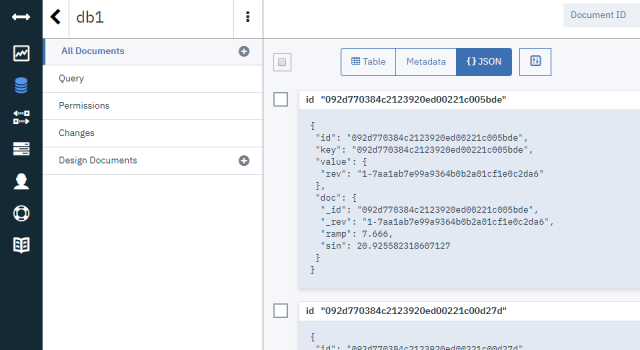 db1
Document ID
All Documents
Query
Permissions
Changes
Design Documents
Table
Metadata
{} JSON
id "092d770384c2123920ed00221c005bde"
{
"id": "092d770384c2123920ed00221c005bde",
"key": "092d770384c2123920ed00221c005bde",
"value": {
"rev": "1-7aa1ab7e99a9364b0b2a01cf1e0c2da6"
},
"doc": {
"_id": "092d770384c2123920ed00221c005bde",
"_rev": "1-7aa1ab7e99a9364b0b2a01cf1e0c2da6",
"ramp": 7.666,
"sin": 20.925582318607127
}
}
id "092d770384c2123920ed00221c00d27d"
{
"id": "092d770384c2123920ed00221c00d27d",